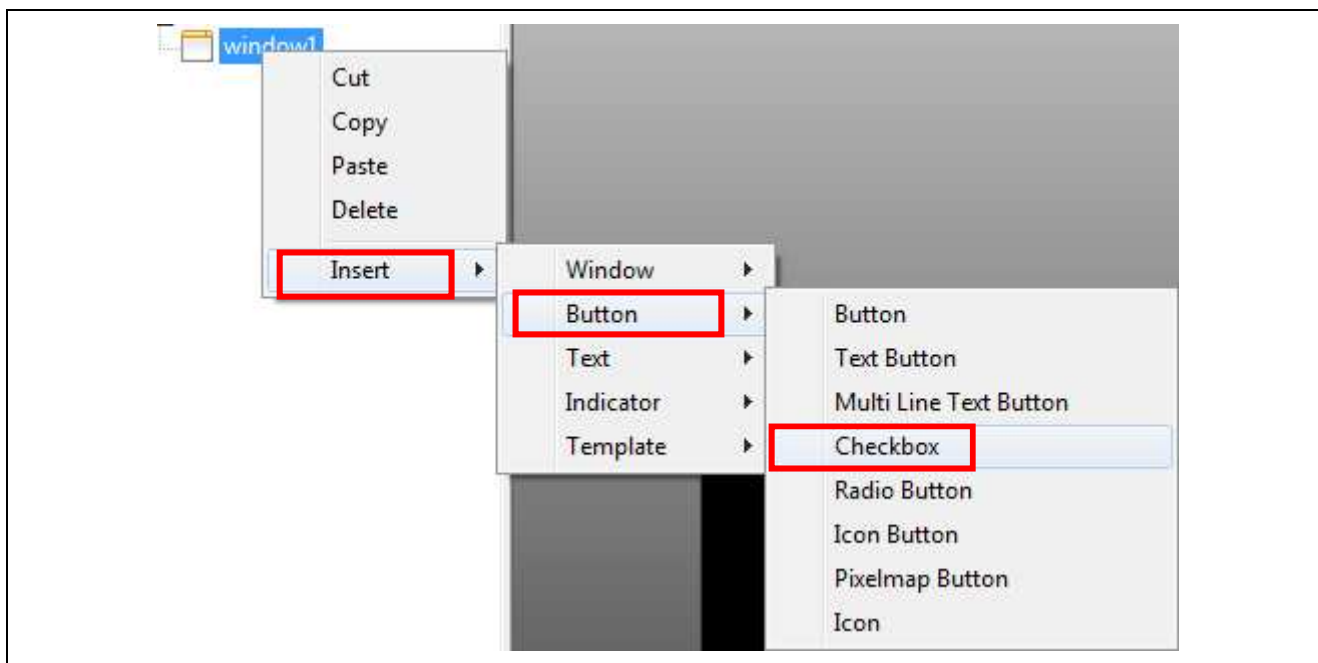 window1
Cut
Copy
Paste
Delete
Insert
Window
Button
Text
Indicator
Template
Button
Text Button
Multi Line Text Button
Checkbox
Radio Button
Icon Button
Pixelmap Button
Icon